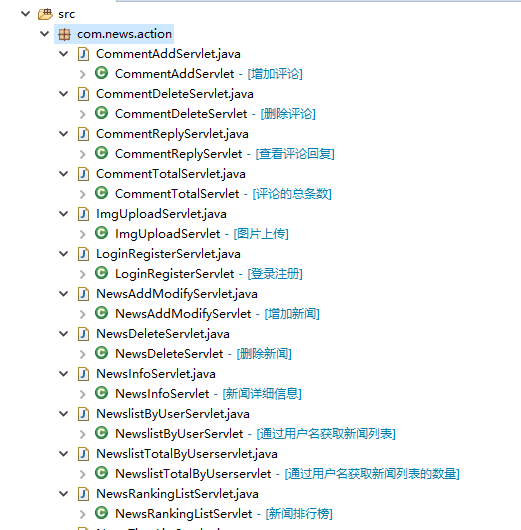 src
com.news.action
CommentAddServlet.java
CommentAddServlet - [增加评论]
CommentDeleteServlet.java
CommentDeleteServlet - [删除评论]
CommentReplyServlet.java
CommentReplyServlet - [查看评论回复]
CommentTotalServlet.java
CommentTotalServlet - [评论的总条数]
ImgUploadServlet.java
ImgUploadServlet - [图片上传]
LoginRegisterServlet.java
LoginRegisterServlet - [登录注册]
NewsAddModifyServlet.java
NewsAddModifyServlet - [增加新闻]
NewsDeleteServlet.java
NewsDeleteServlet - [删除新闻]
NewsInfoServlet.java
NewsInfoServlet - [新闻详细信息]
NewslistByUserServlet.java
NewslistByUserServlet - [通过用户名获取新闻列表]
NewslistTotalByUserservlet.java
NewslistTotalByUserservlet - [通过用户名获取新闻列表的数量]
NewsRankingListServlet.java
NewsRankingListServlet - [新闻排行榜]